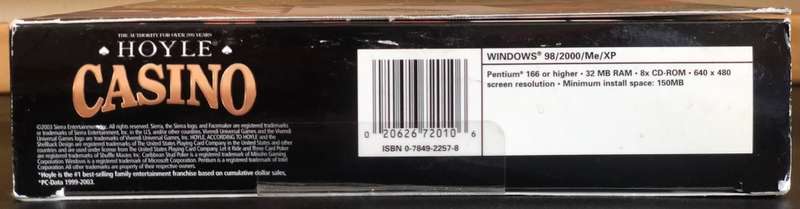 THE AUTHORITY FOR OVER 200 YEARS
HOYLE®
CASINO
©2003 Sierra Entertainment, Inc. All rights reserved. Sierra, the Sierra logo, and Facemaker are registered trademarks
or trademarks of Sierra Entertainment, Inc. in the U.S. and/or other countries. Vivendi Universal Games and the Vivendi
Universal Games logo are trademarks of Vivendi Universal Games, Inc. HOYLE, ACCORDING TO HOYLE and the
Shellback Design are registered trademarks of The United States Playing Card Company in the United States and other
countries and are used under license from The United States Playing Card Company. Let it Ride and Three Card Poker
are registered trademarks of Shuffle Master, Inc. Caribbean Stud Poker is a registered trademark of Mikohn Gaming
Corporation. Windows is a registered trademark of Microsoft Corporation. Pentium is a registered trademark of Intel
Corporation. All other trademarks are property of their respective owners.
*Hoyle is the #1 best-selling family entertainment franchise based on cumulative dollar sales,
*PC-Data 1999-2003.
0 20626 72010 6
ISBN 0-7849-2257-8
WINDOWS® 98/2000/Me/XP
Pentium® 166 or higher • 32 MB RAM • 8x CD-ROM • 640 x 480
screen resolution • Minimum install space: 150MB